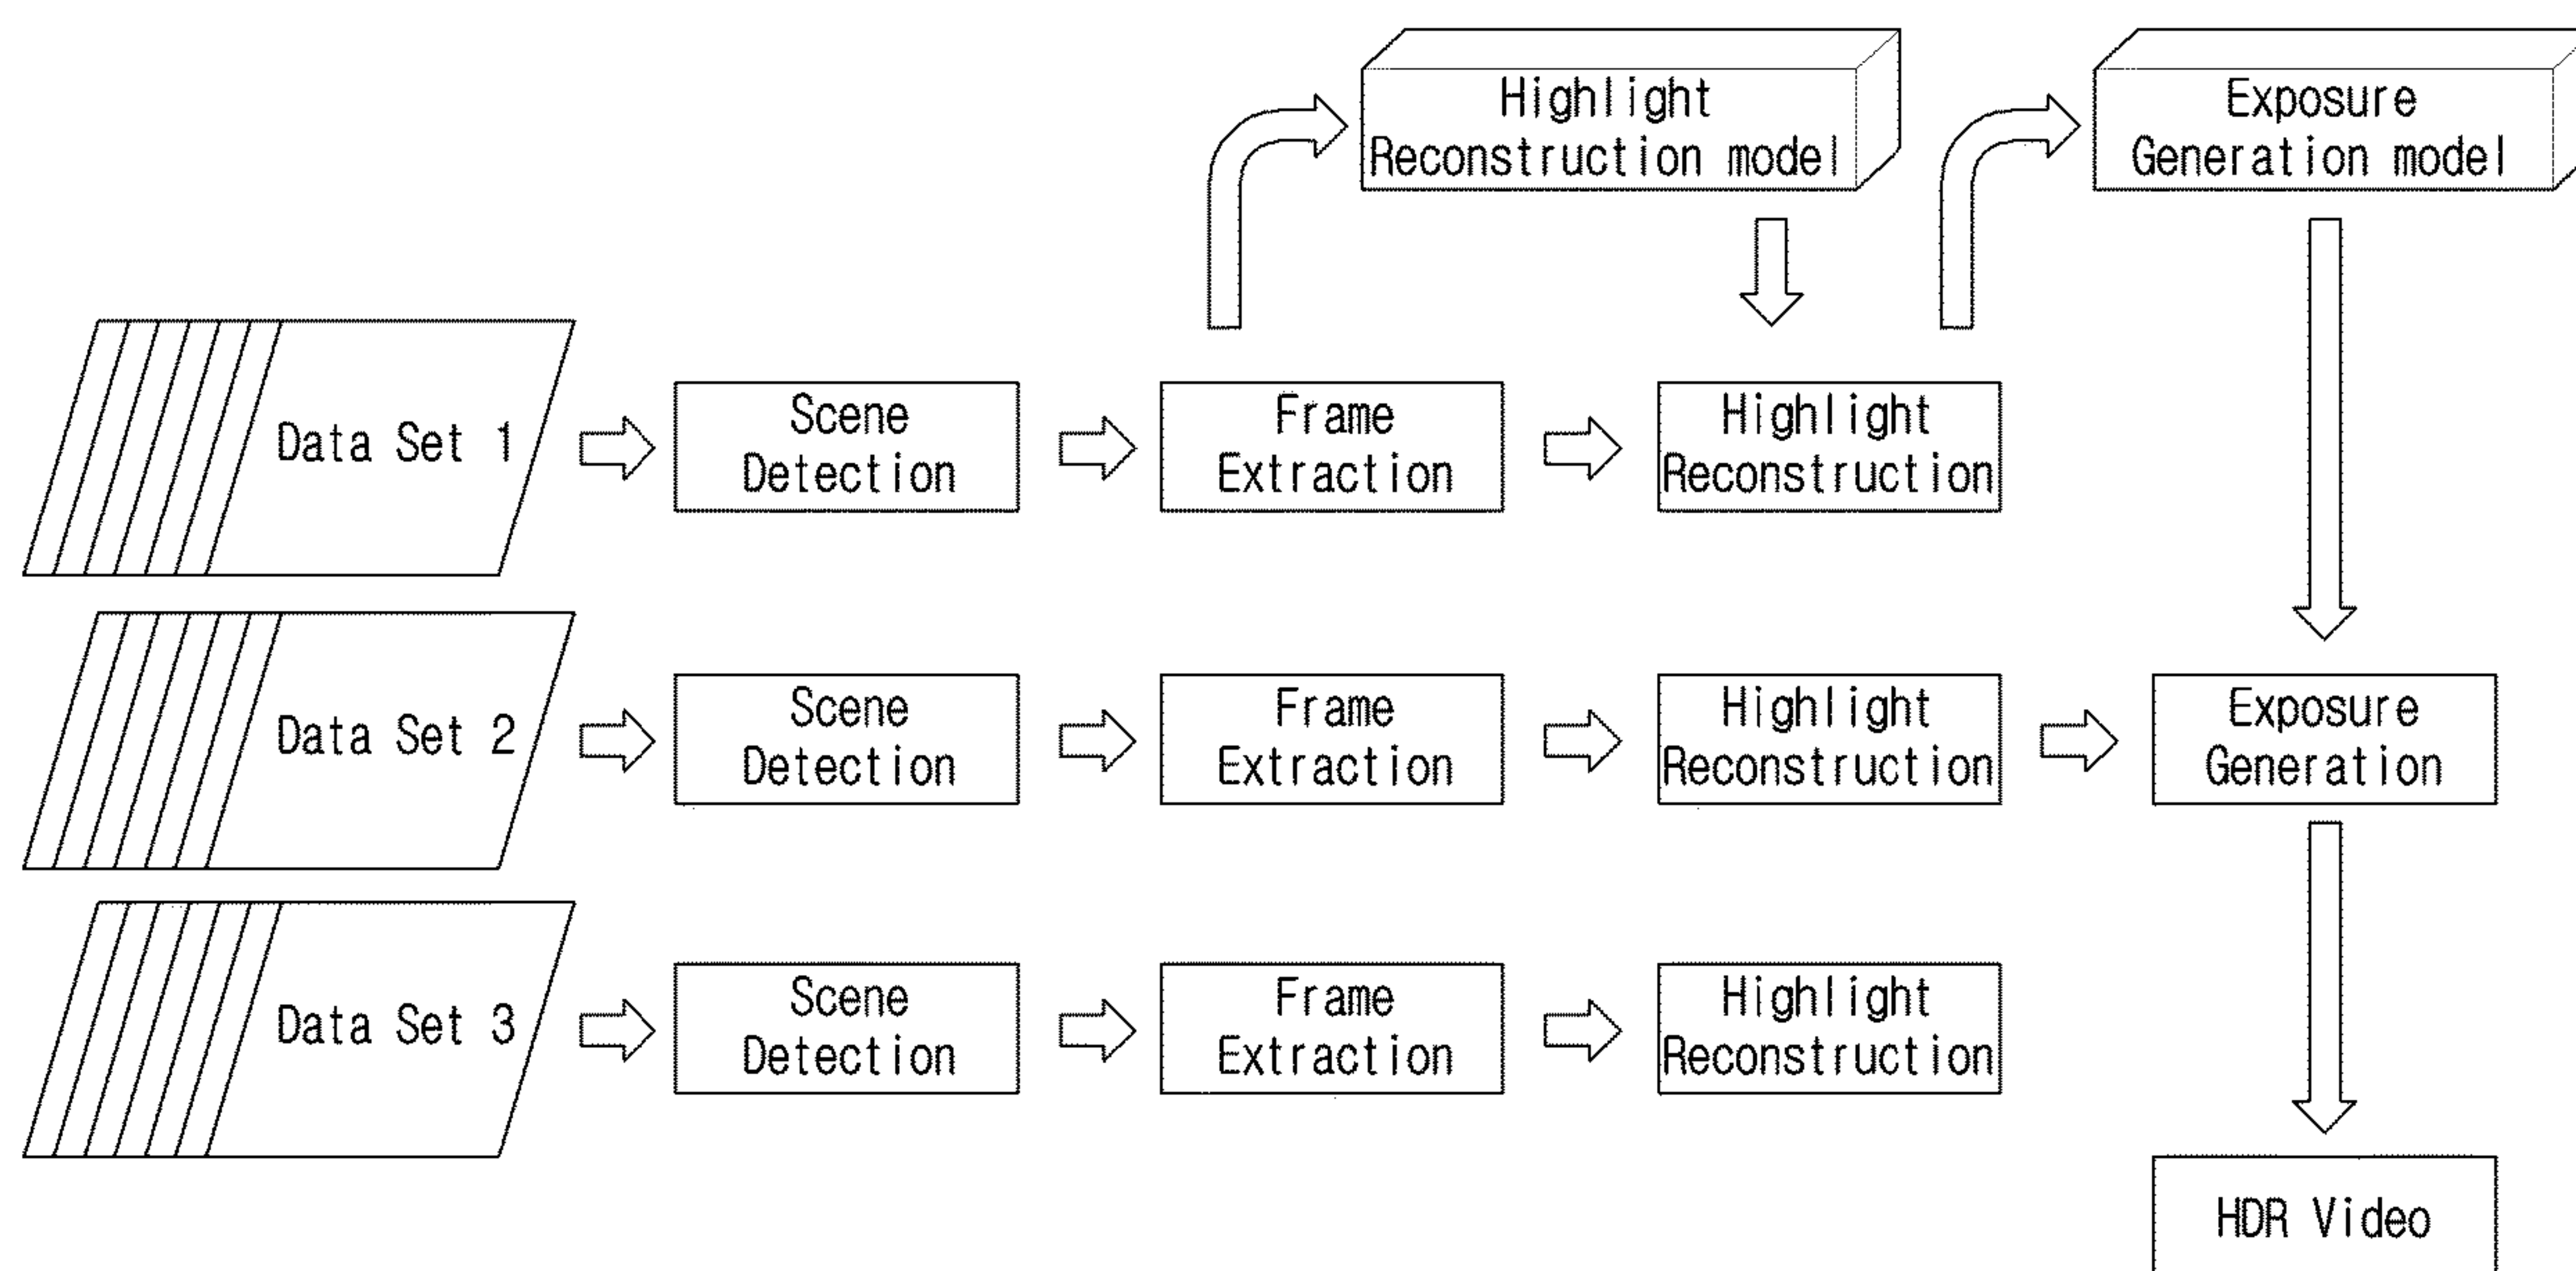 Highlight
Reconstruction model
Exposure
Generation model
Data Set 1
Scene
Detection
Frame
Extraction
Highlight
Reconstruction
Data Set 2
Scene
Detection
Frame
Extraction
Highlight
Reconstruction
Exposure
Generation
Data Set 3
Scene
Detection
Frame
Extraction
Highlight
Reconstruction
HDR Video